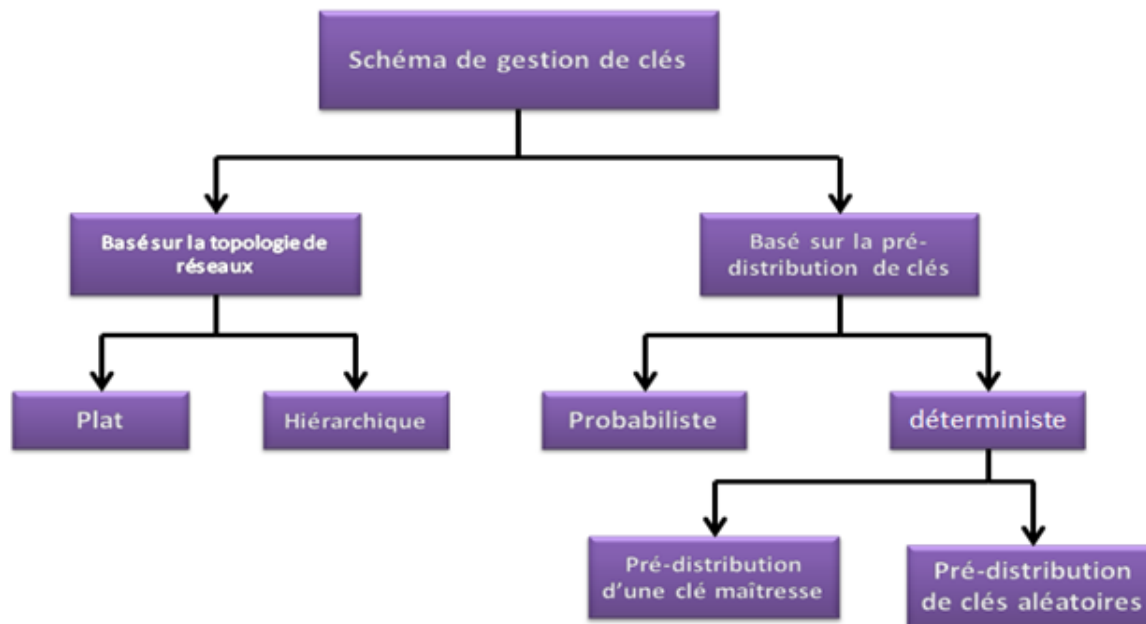 Schéma de gestion de clés
Basé sur la topologie de
réseaux
Basé sur la pré-
distribution de clés
Plat
Hiérarchique
Probabiliste
déterministe
Pré-distribution
d'une clé maîtresse
Pré-distribution
de clés aléatoires